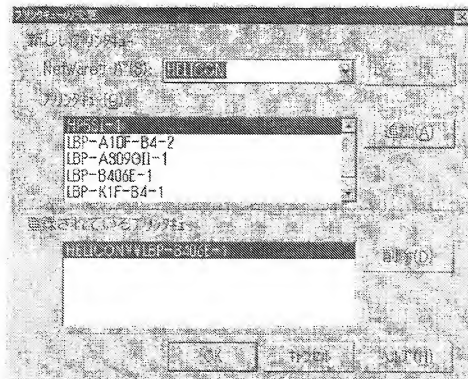 プリンタキューの
新しいプリンタキュー
NetWareサーバ(S): HELICON
プリンタキュー(Q):
HP5SI-1
LBP-A1DF-B4-2
LBP-A309GII-1
LBP-B406E-1
LBP-K1F-B4-1
追加(A)
登録されているプリンタキュー
HELICON¥¥LBP-B406E-1
削除(D)
OK
キャンセル
ヘルプ(H)